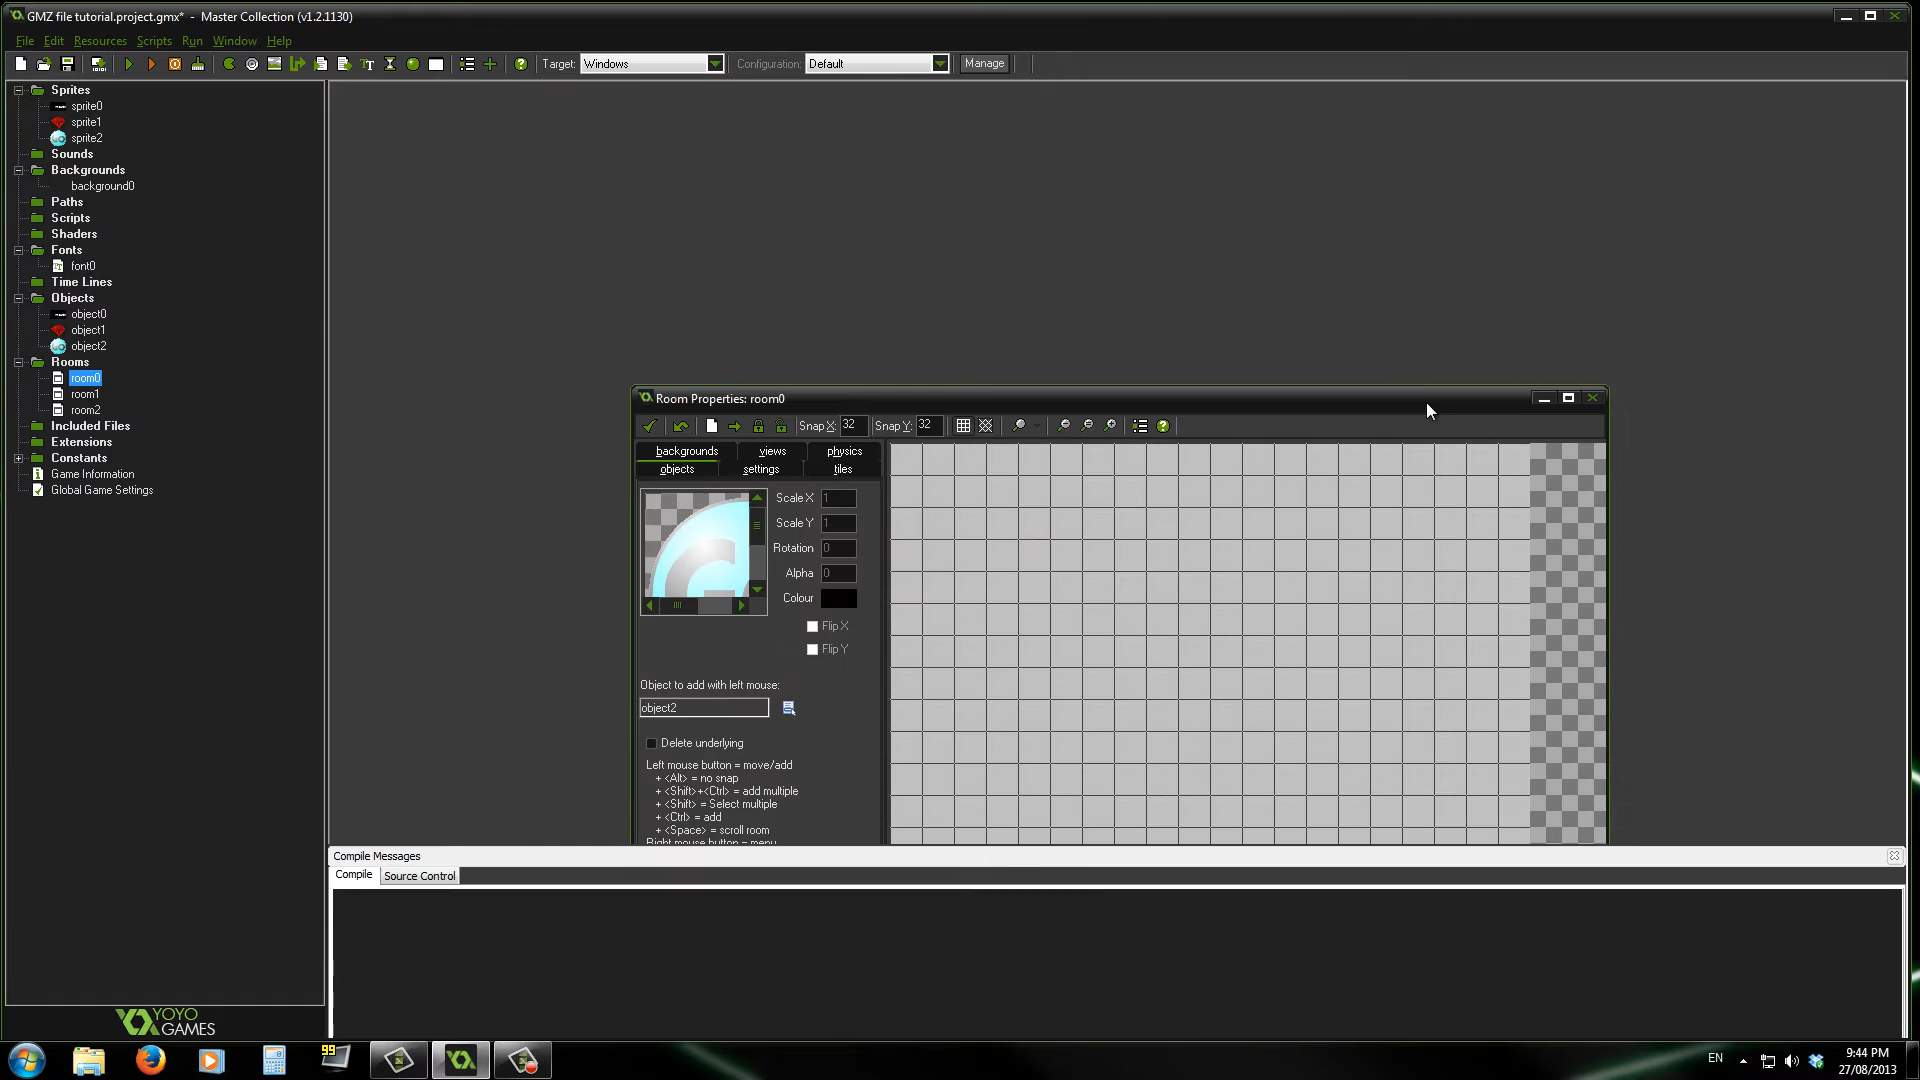 GMZ file tutorial.project.gmx* - Master Collection (v1.2.1130)
File Edit Resources Scripts Run Window Help
Target: Windows Configuration: Default Manage
Sprites
sprite0
sprite1
sprite2
Sounds
Backgrounds
background0
Paths
Scripts
Shaders
Fonts
font0
Time Lines
Objects
object0
object1
object2
Rooms
room0
room1
room2
Included Files
Extensions
Constants
Game Information
Global Game Settings
YOYO
GAMES
Room Properties: room0
Snap X: 32 Snap Y: 32
backgrounds views physics
objects settings tiles
Scale X 1
Scale Y 1
Rotation 0
Alpha 0
Colour
Flip X
Flip Y
Object to add with left mouse:
object2
Delete underlying
Left mouse button = move/add
+ <Alt> = no snap
+ <Shift>+<Ctrl> = add multiple
+ <Shift> = Select multiple
+ <Ctrl> = add
+ <Space> = scroll room
Right mouse button = menu
Compile Messages
Compile Source Control
99
EN
9:44 PM
27/08/2013